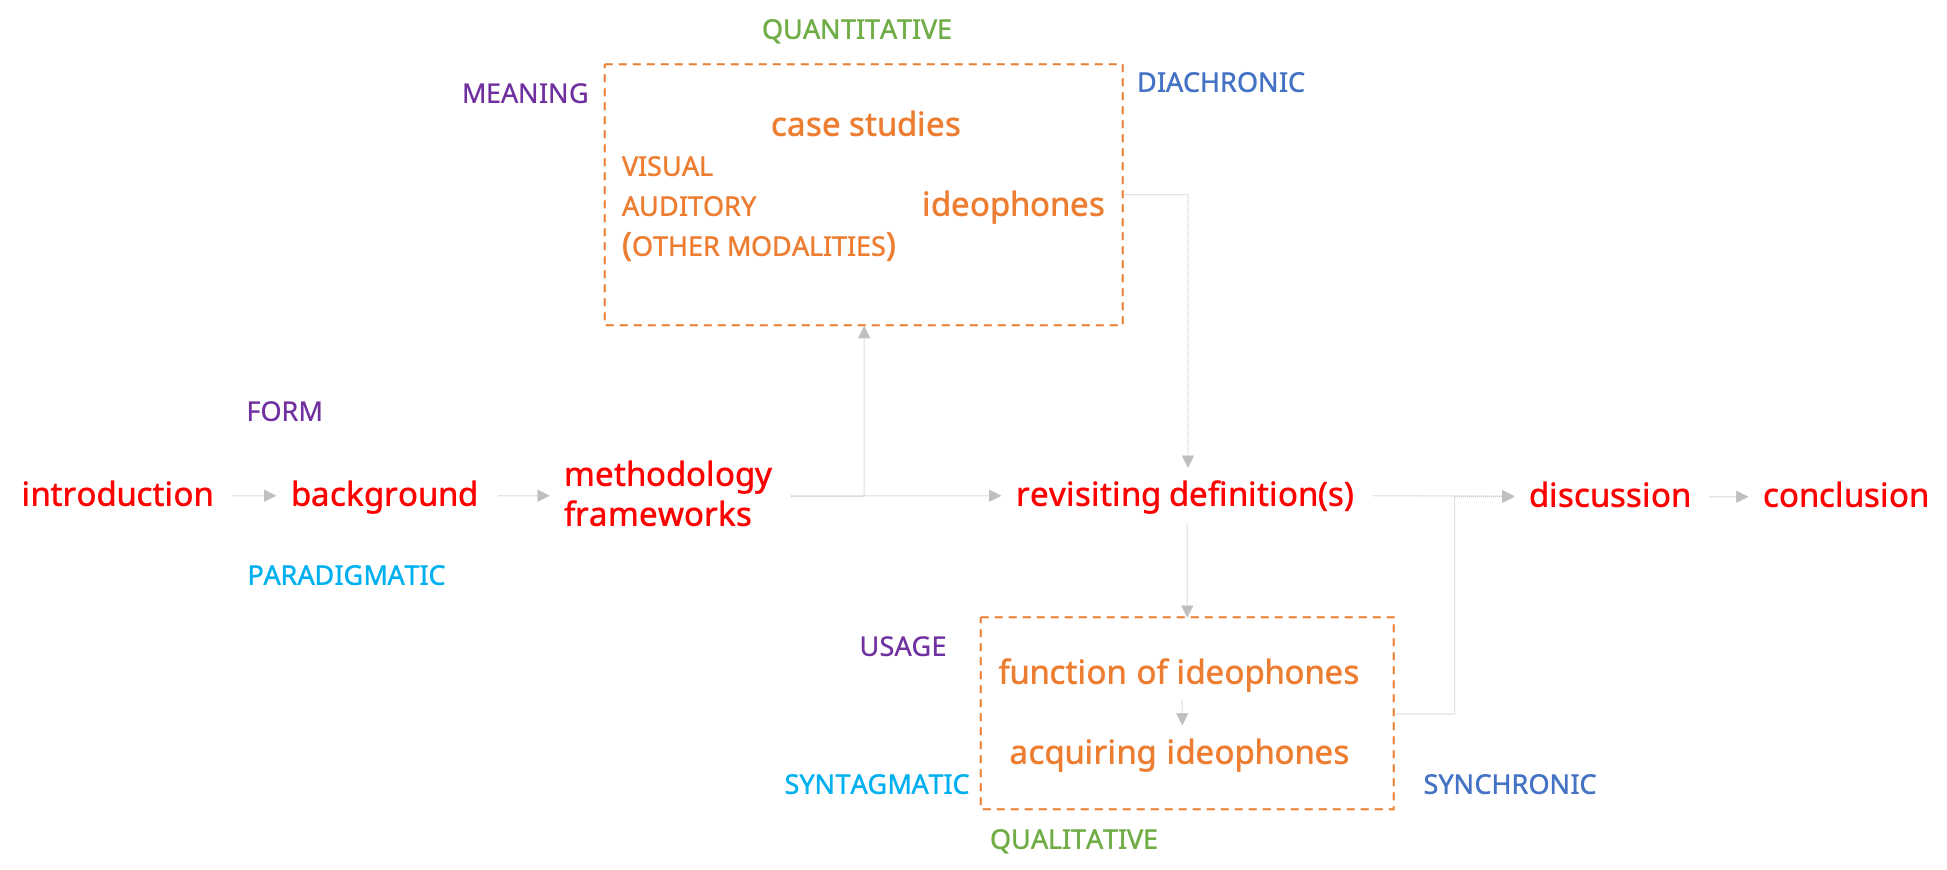 QUANTITATIVE
MEANING
DIACHRONIC
case studies
VISUAL
AUDITORY
ideophones
(OTHER MODALITIES)
FORM
introduction
background
methodology
frameworks
revisiting definition(s)
discussion
conclusion
PARADIGMATIC
USAGE
function of ideophones
acquiring ideophones
SYNTAGMATIC
SYNCHRONIC
QUALITATIVE